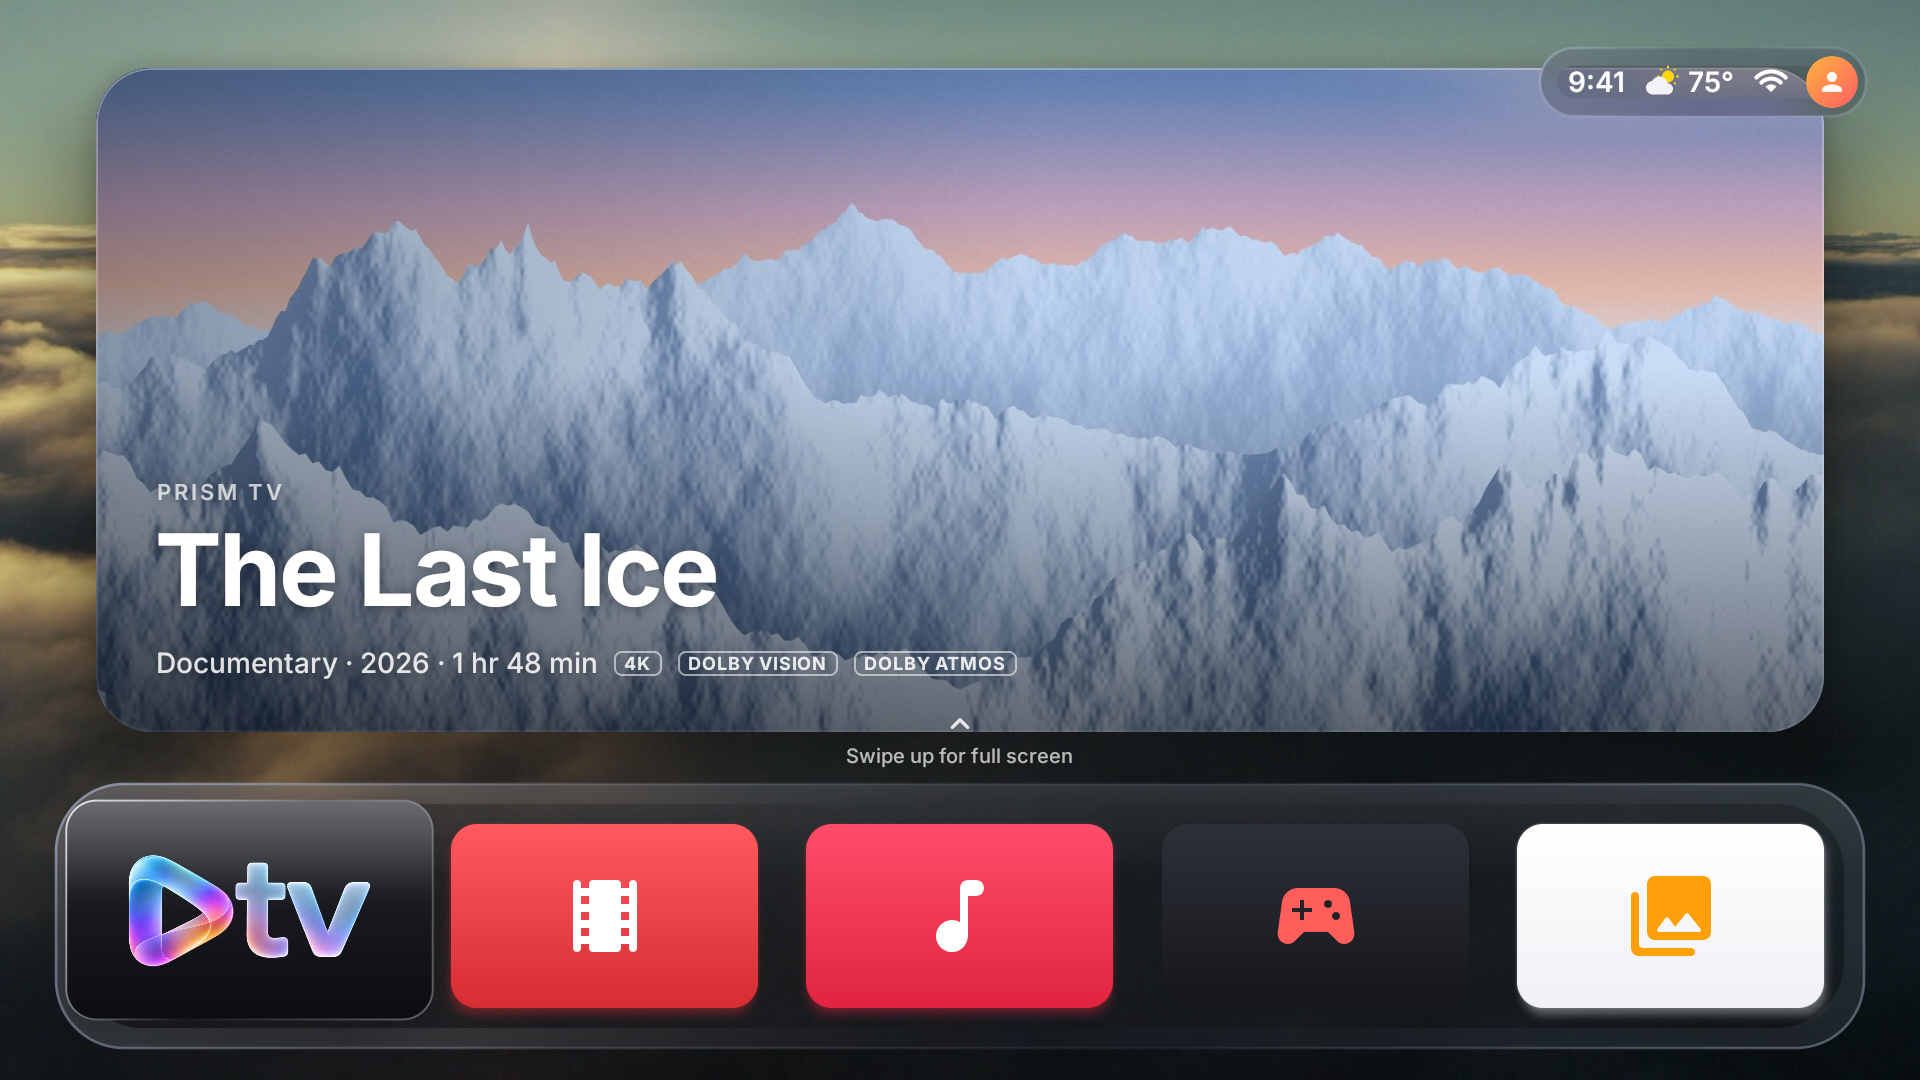 9:41 75°
PRISM TV
The Last Ice
Documentary · 2026 · 1 hr 48 min 4K DOLBY VISION DOLBY ATMOS
Swipe up for full screen
tv